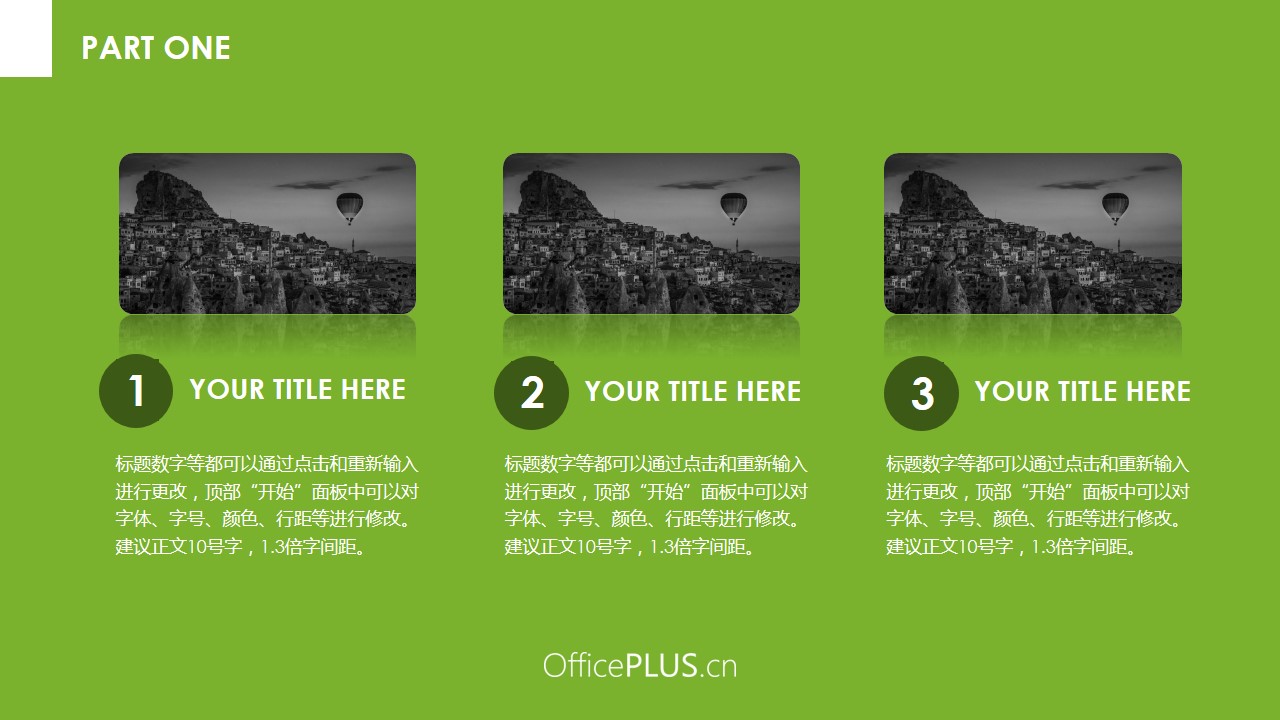 PART ONE
1 YOUR TITLE HERE
标题数字等都可以通过点击和重新输入
进行更改，顶部“开始”面板中可以对
字体、字号、颜色、行距等进行修改。
建议正文10号字，1.3倍字间距。
2 YOUR TITLE HERE
标题数字等都可以通过点击和重新输入
进行更改，顶部“开始”面板中可以对
字体、字号、颜色、行距等进行修改。
建议正文10号字，1.3倍字间距。
3 YOUR TITLE HERE
标题数字等都可以通过点击和重新输入
进行更改，顶部“开始”面板中可以对
字体、字号、颜色、行距等进行修改。
建议正文10号字，1.3倍字间距。
OfficePLUS.cn